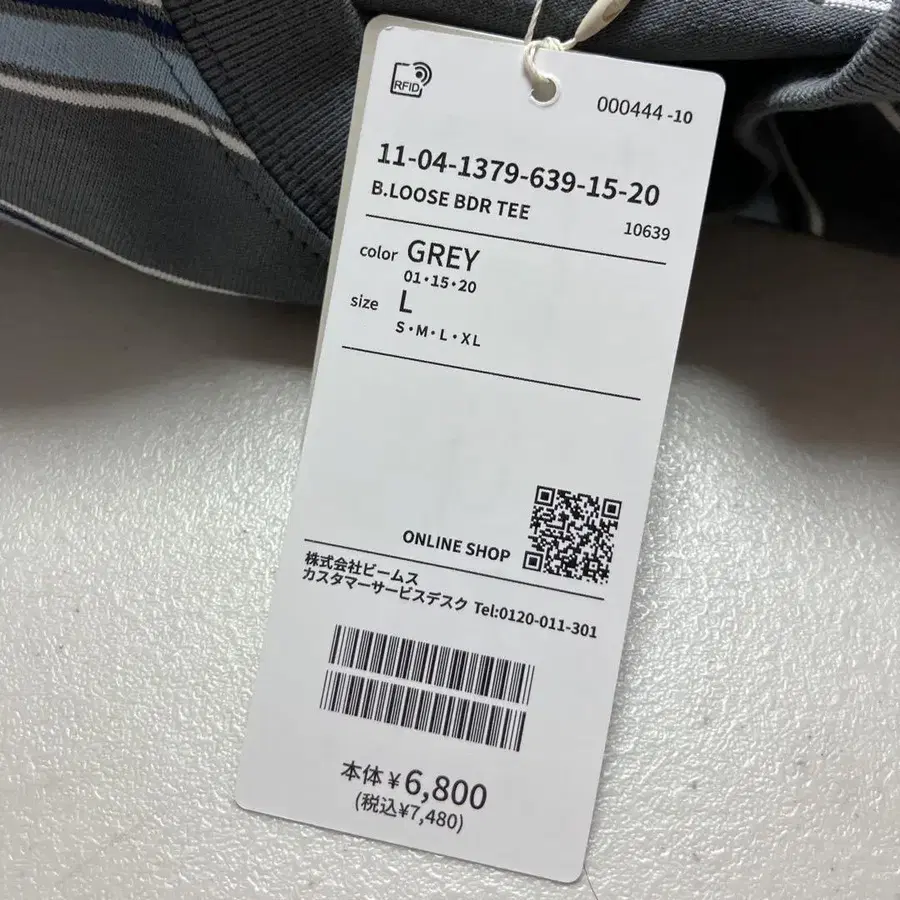 RFID
000444 -10
11-04-1379-639-15-20
B.LOOSE BDR TEE
10639
color GREY
01・15・20
size L
S・M・L・XL
ONLINE SHOP
株式会社ビームス
カスタマーサービスデスク Tel:0120-011-301
本体 ¥6,800
(税込¥7,480)